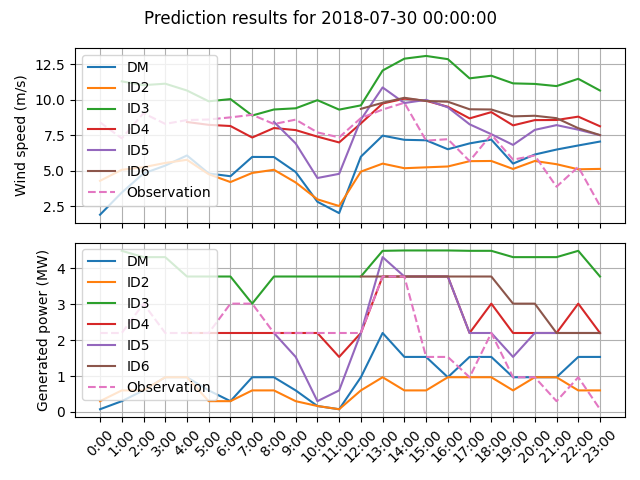 Prediction results for 2018-07-30 00:00:00
Wind speed (m/s)
12.5
10.0
7.5
5.0
2.5
DM
ID2
ID3
ID4
ID5
ID6
Observation
Generated power (MW)
4
3
2
1
0
DM
ID2
ID3
ID4
ID5
ID6
Observation
0:00 1:00 2:00 3:00 4:00 5:00 6:00 7:00 8:00 9:00 10:00 11:00 12:00 13:00 14:00 15:00 16:00 17:00 18:00 19:00 20:00 21:00 22:00 23:00